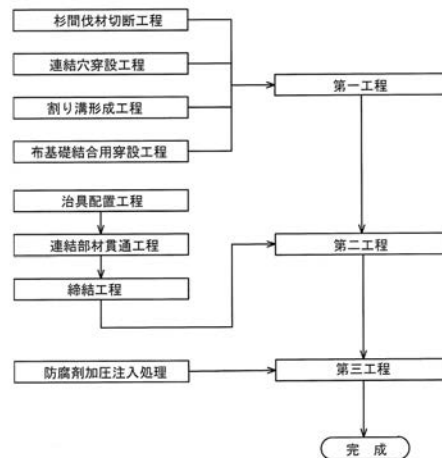 杉間伐材切断工程
連結穴穿設工程
第一工程
割り溝形成工程
布基礎結合用穿設工程
治具配置工程
連結部材貫通工程
第二工程
締結工程
防腐剤加圧注入処理
第三工程
完 成